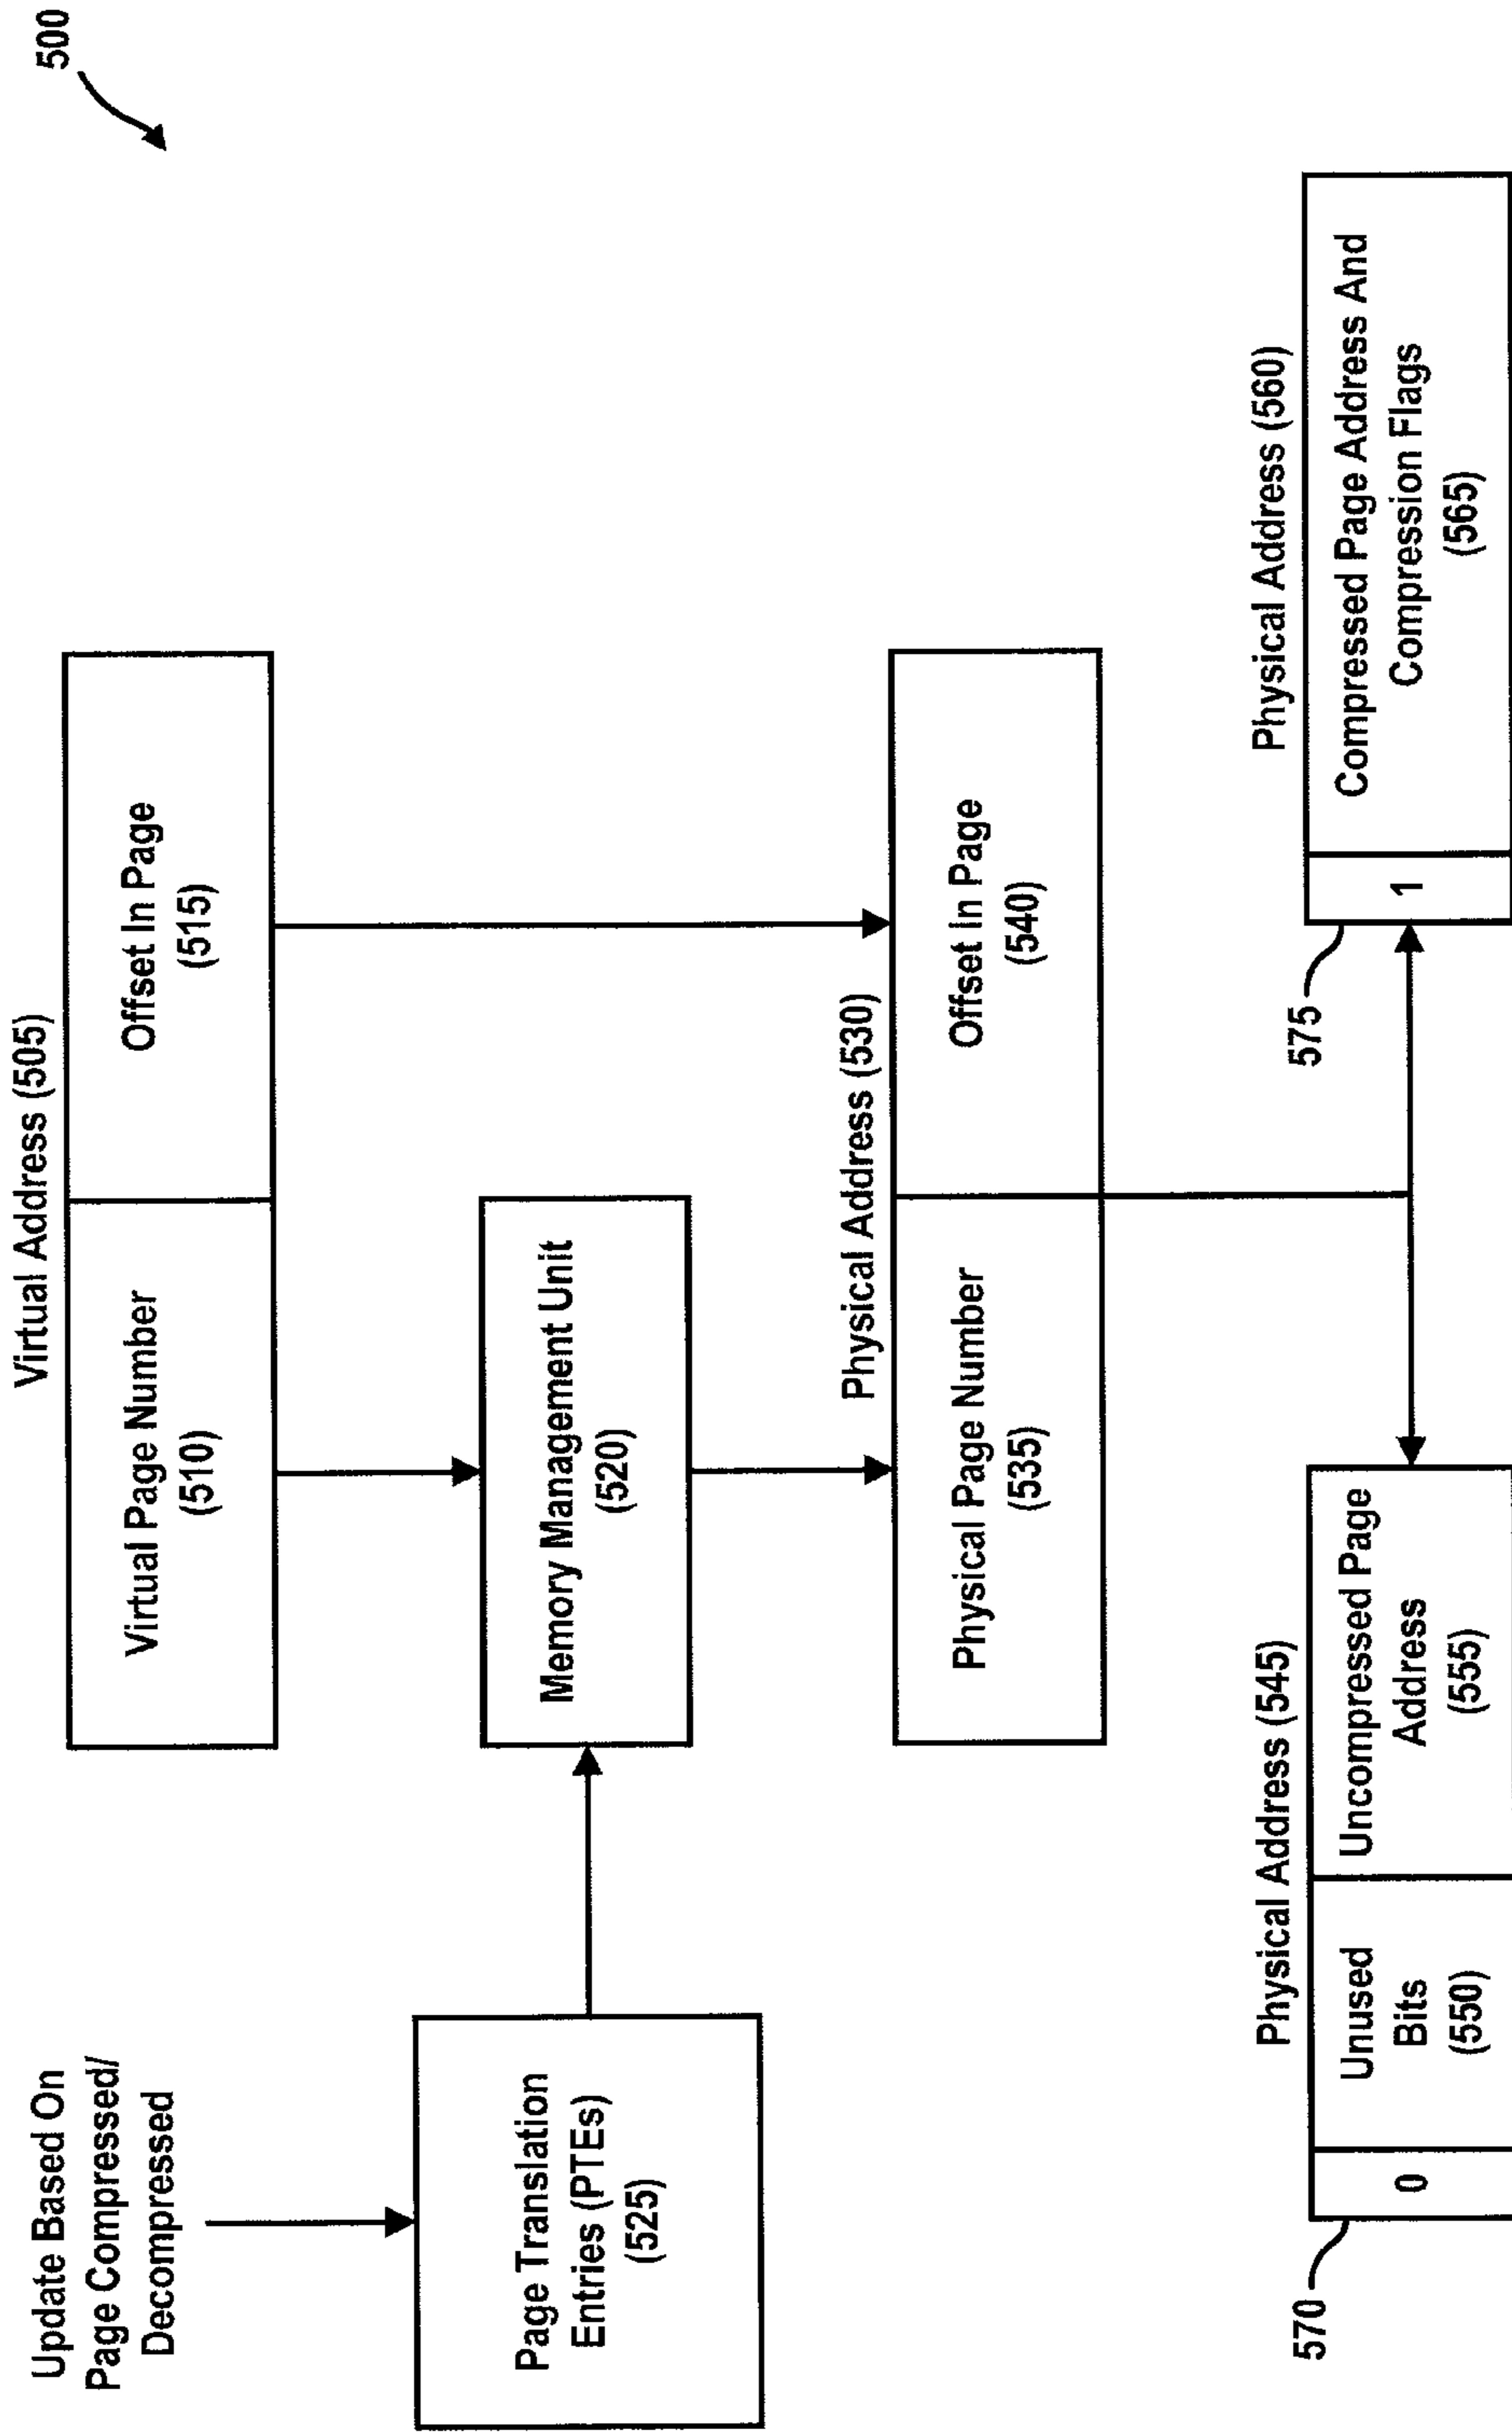 500
Virtual Address (505)
Virtual Page Number
(510)
Offset In Page
(515)
Update Based On
Page Compressed/
Decompressed
Memory Management Unit
(520)
Page Translation
Entries (PTEs)
(525)
Physical Address (530)
Physical Page Number
(535)
Offset in Page
(540)
Physical Address (545)
570
0
Unused
Bits
(550)
Uncompressed Page
Address
(555)
Physical Address (560)
575
1
Compressed Page Address And
Compression Flags
(565)